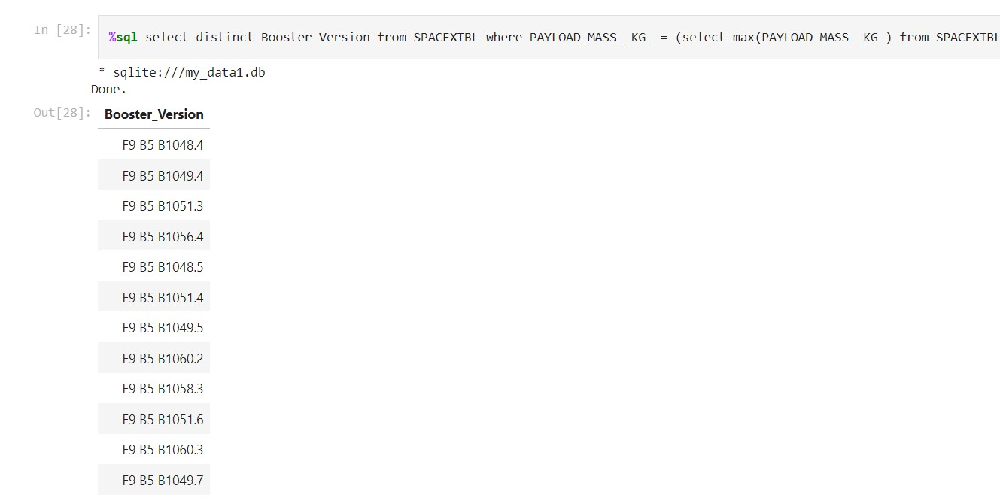 In [28]:
%sql select distinct Booster_Version from SPACEXTBL where PAYLOAD_MASS__KG_ = (select max(PAYLOAD_MASS__KG_) from SPACEXTBL
* sqlite:///my_data1.db
Done.
Out[28]:
Booster_Version
F9 B5 B1048.4
F9 B5 B1049.4
F9 B5 B1051.3
F9 B5 B1056.4
F9 B5 B1048.5
F9 B5 B1051.4
F9 B5 B1049.5
F9 B5 B1060.2
F9 B5 B1058.3
F9 B5 B1051.6
F9 B5 B1060.3
F9 B5 B1049.7